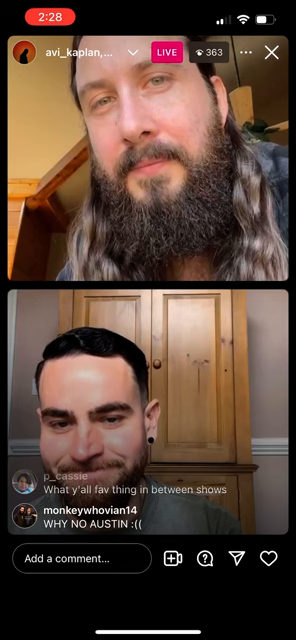 2:28
avi_kaplan,...
LIVE
363
p_cassie
What y'all fav thing in between shows
monkeywhovian14
WHY NO AUSTIN :((
Add a comment...